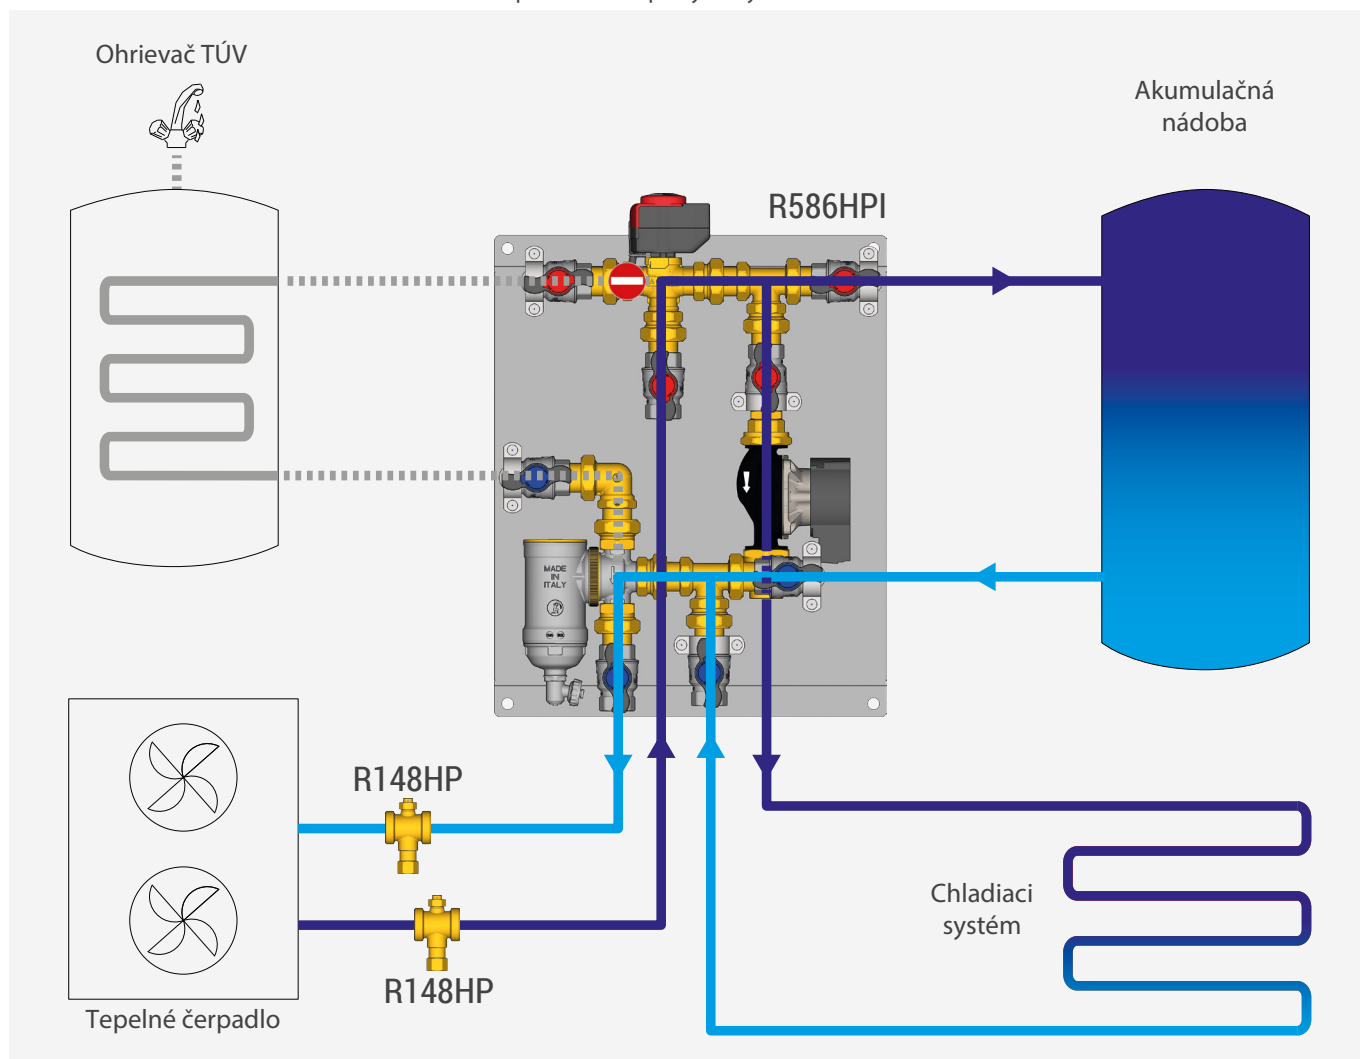 Ohrievač TÚV
Akumulačná
nádoba
R586HPI
MADE
IN
ITALY
R148HP
R148HP
Chladiaci
systém
Tepelné čerpadlo